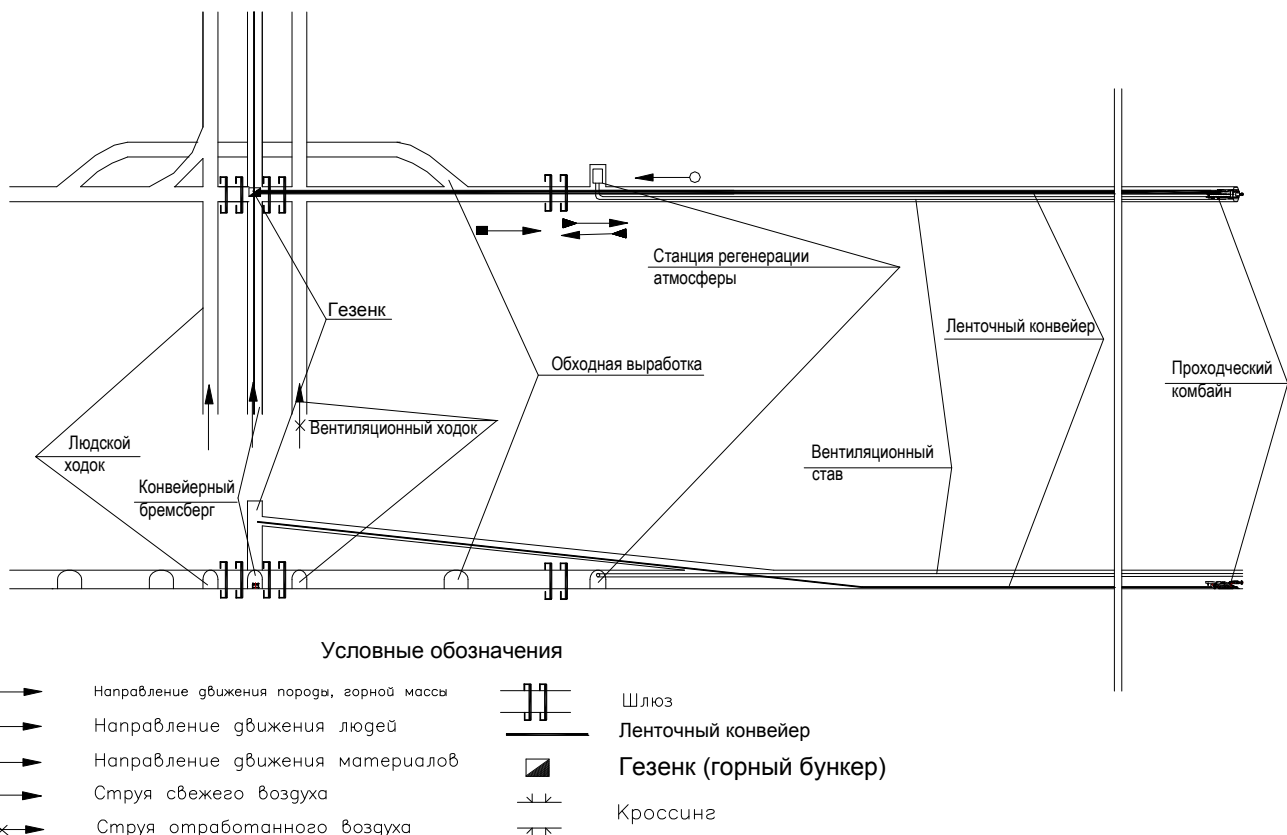 Станция регенерации
атмосферы
Гезенк
Ленточный конвейер
Обходная выработка
Проходческий
комбайн
Вентиляционный ходок
Людской
ходок
Вентиляционный
став
Конвейерный
бремсберг
Условные обозначения
Направление движения породы, горной массы
Направление движения людей
Направление движения материалов
Струя свежего воздуха
Струя отработанного воздуха
Шлюз
Ленточный конвейер
Гезенк (горный бункер)
Кроссинг